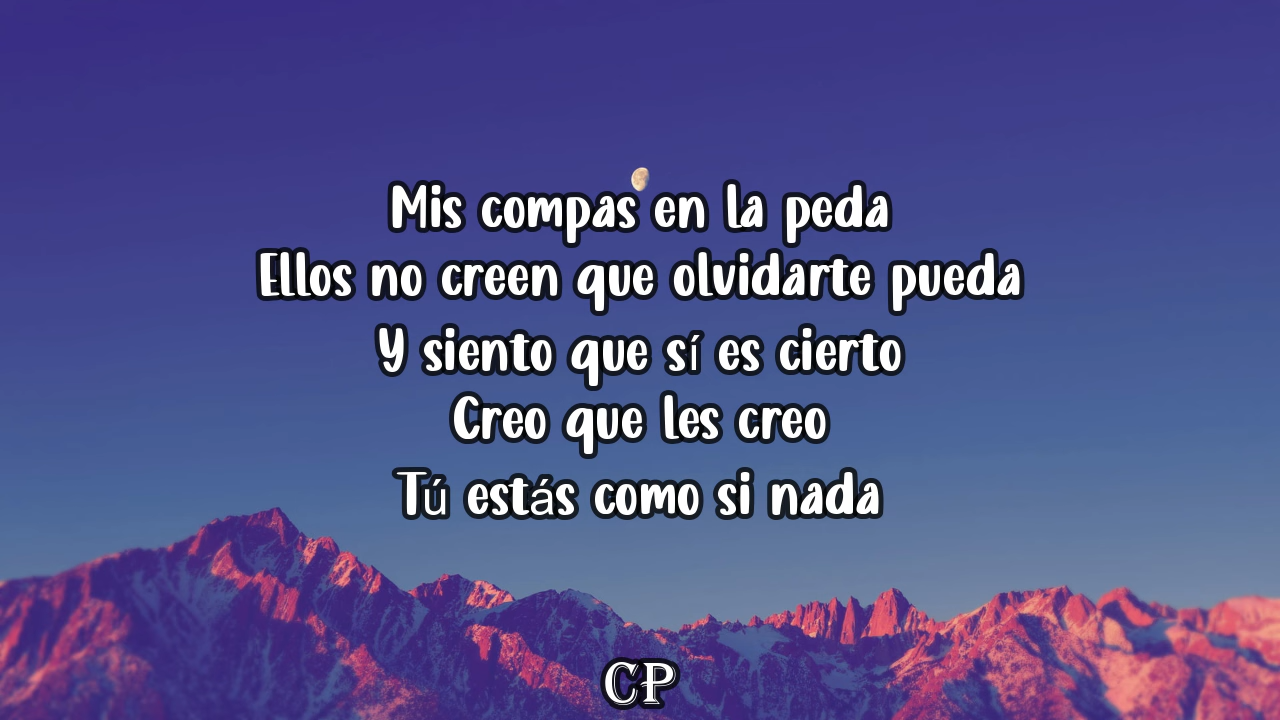 Mis compas en la peda
Ellos no creen que olvidarte pueda
Y siento que sí es cierto
Creo que les creo
Tú estás como si nada
CP